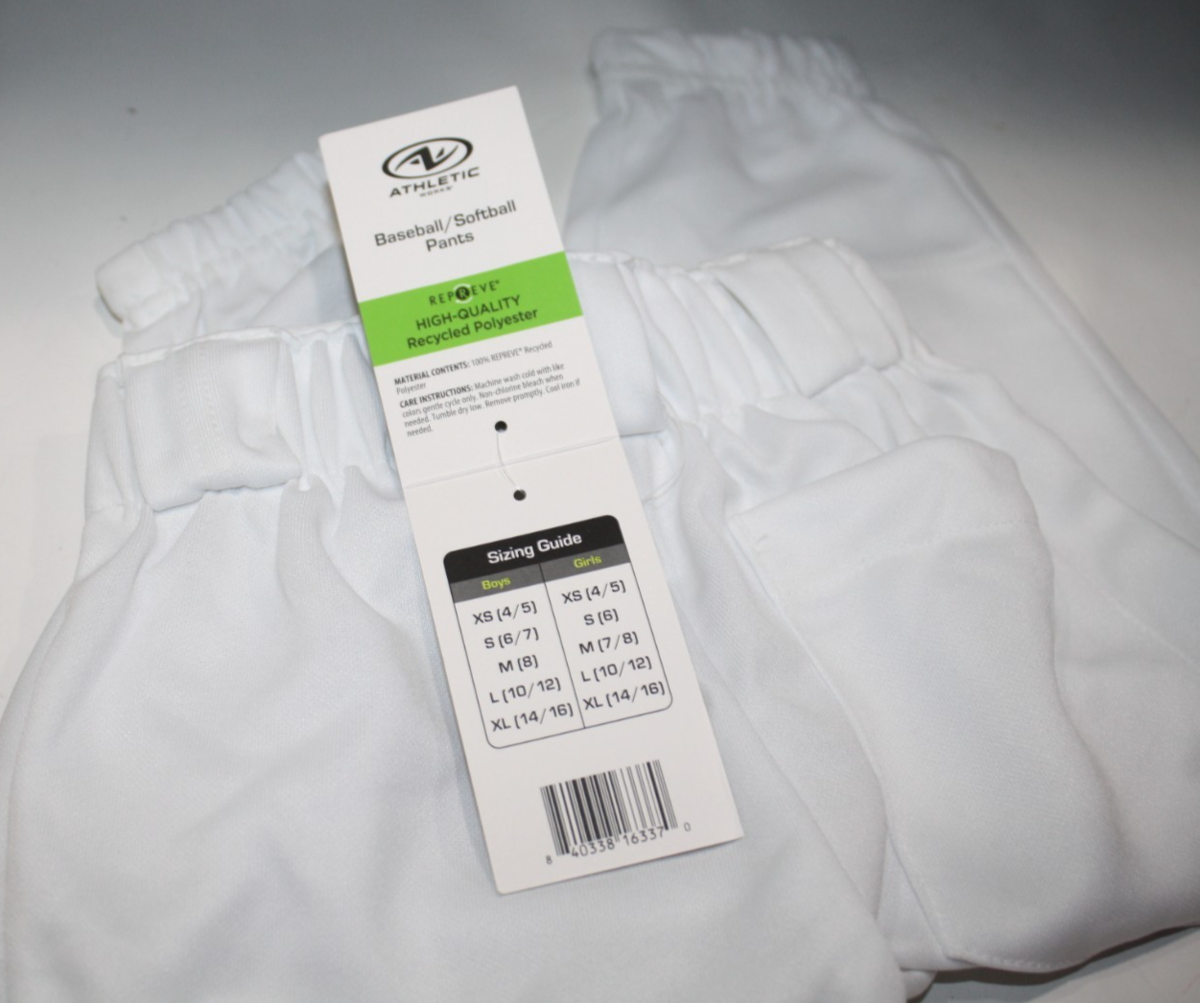 ATHLETIC
WORKS®
Baseball/Softball
Pants
REPREVE®
HIGH-QUALITY
Recycled Polyester
MATERIAL CONTENTS: 100% REPREVE® Recycled
Polyester
CARE INSTRUCTIONS: Machine wash cold with like
colors gentle cycle only. Non-chlorine bleach when
needed. Tumble dry low. Remove promptly. Cool iron if
needed.
Sizing Guide
Boys Girls
XS (4/5) XS (4/5)
S (6/7) S (6)
M (8) M (7/8)
L (10/12) L (10/12)
XL (14/16) XL (14/16)
8 40338 16337 0